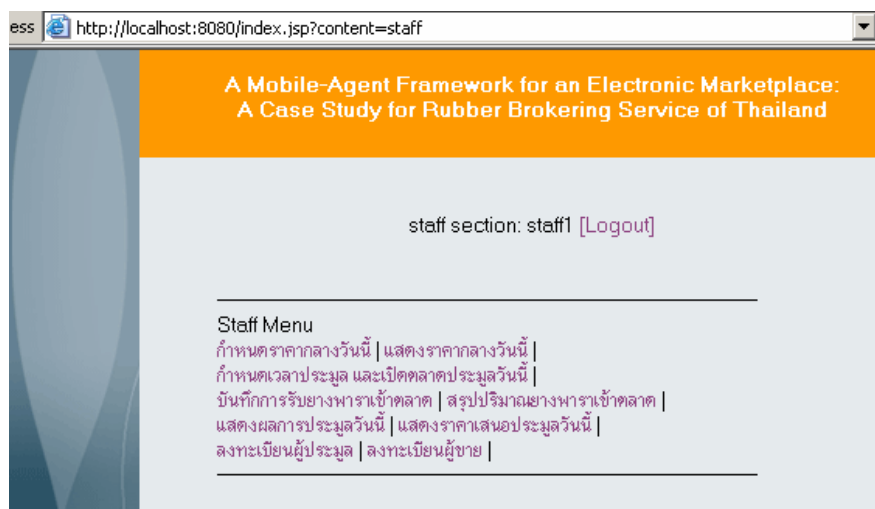 ess http://localhost:8080/index.jsp?content=staff
A Mobile-Agent Framework for an Electronic Marketplace:
A Case Study for Rubber Brokering Service of Thailand
staff section: staff1 [Logout]
Staff Menu
กำหนดราคากลางวันนี้ | แสดงราคากลางวันนี้ |
กำหนดเวลาประมูล และเปิดตลาดประมูลวันนี้ |
บันทึกการรับยางพาราเข้าตลาด | สรุปปริมาณยางพาราเข้าตลาด |
แสดงผลการประมูลวันนี้ | แสดงราคาเสนอประมูลวันนี้ |
ลงทะเบียนผู้ประมูล | ลงทะเบียนผู้ขาย |